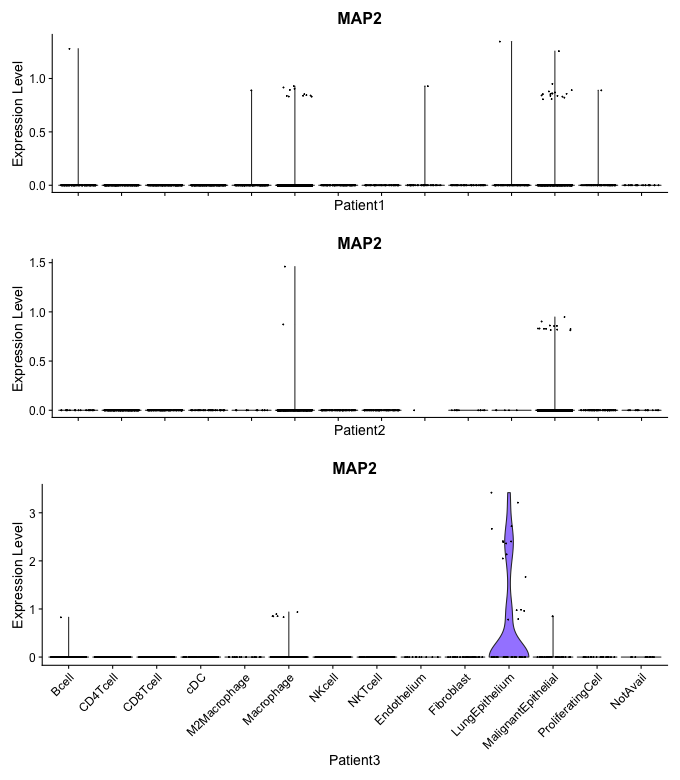 MAP2
Expression Level
1.0
0.5
0.0
Patient1
MAP2
Expression Level
1.5
1.0
0.5
0.0
Patient2
MAP2
Expression Level
3
2
1
0
Bcell
CD4Tcell
CD8Tcell
cDC
M2Macrophage
Macrophage
NKcell
NKTcell
Endothelium
Fibroblast
LungEpithelium
MalignantEpithelial
ProliferatingCell
NotAvail
Patient3